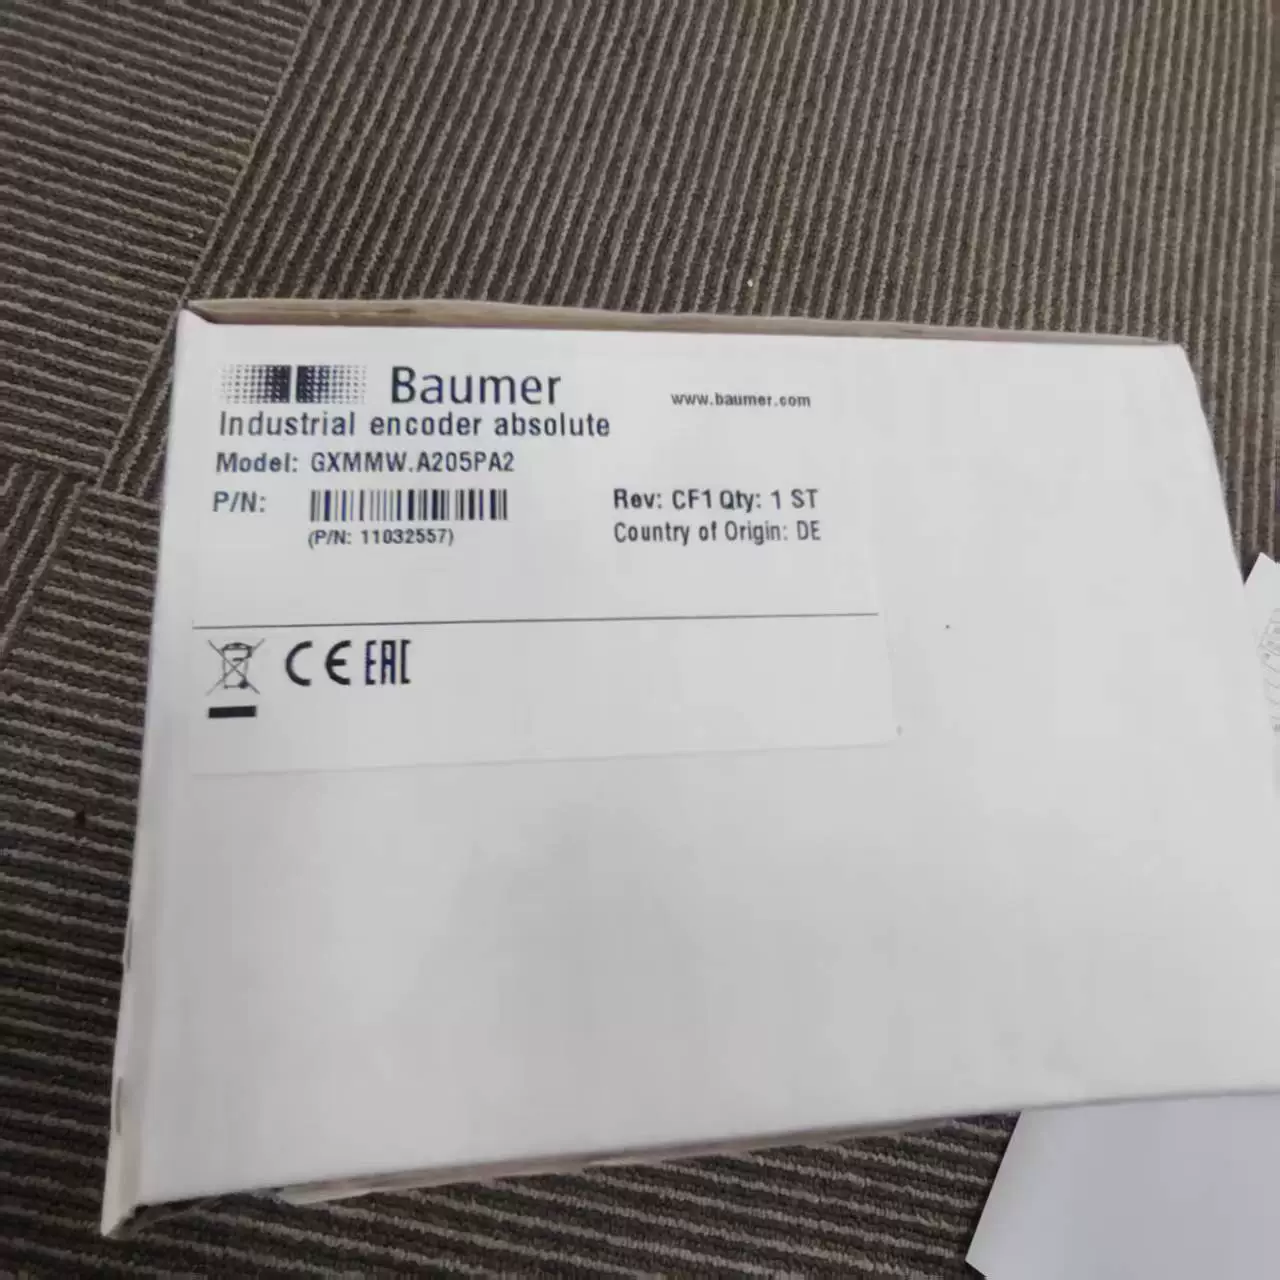 Baumer
www.baumer.com
Industrial encoder absolute
Model: GXMMW.A205PA2
P/N:
(P/N: 11032557)
Rev: CF1 Qty: 1 ST
Country of Origin: DE
CE EAC